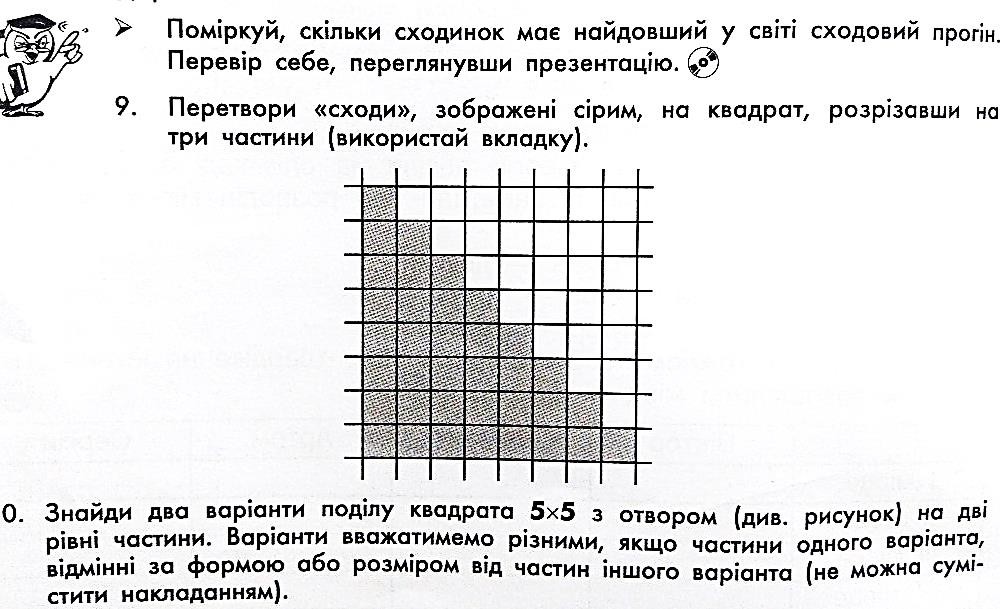 ➤ Поміркуй, скільки сходинок має найдовший у світі сходовий прогін.
Перевір себе, переглянувши презентацію.
9. Перетвори «сходи», зображені сірим, на квадрат, розрізавши на
три частини (використай вкладку).
0. Знайди два варіанти поділу квадрата 5×5 з отвором (див. рисунок) на дві
рівні частини. Варіанти вважатимемо різними, якщо частини одного варіанта,
відмінні за формою або розміром від частин іншого варіанта (не можна сумі-
стити накладанням).